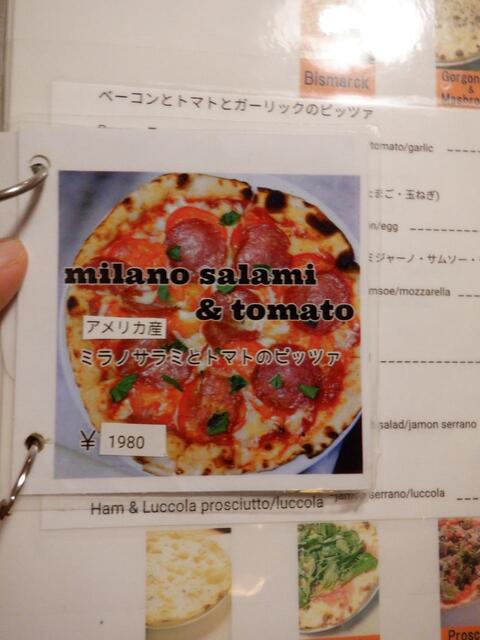 Bismarck
Gorgon
&
Mashro
ベーコンとトマトとガーリックのピッツァ
tomato/garlic
たまご・玉ねぎ)
/egg
ミジャーノ・サムソー・
msoe/mozzarella
milano salami
& tomato
アメリカ産
ミラノサラミとトマトのピッツァ
¥ 1980
salad/jamon serrano
serrano/luccola
Ham & Luccola prosciutto/luccola
Prosc